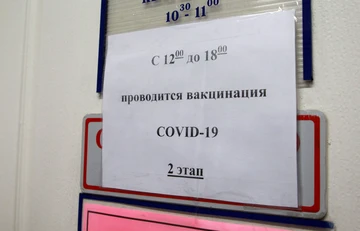 10³⁰ - 11⁰⁰
С 12⁰⁰ до 18⁰⁰
проводится вакцинация
COVID-19
2 этап